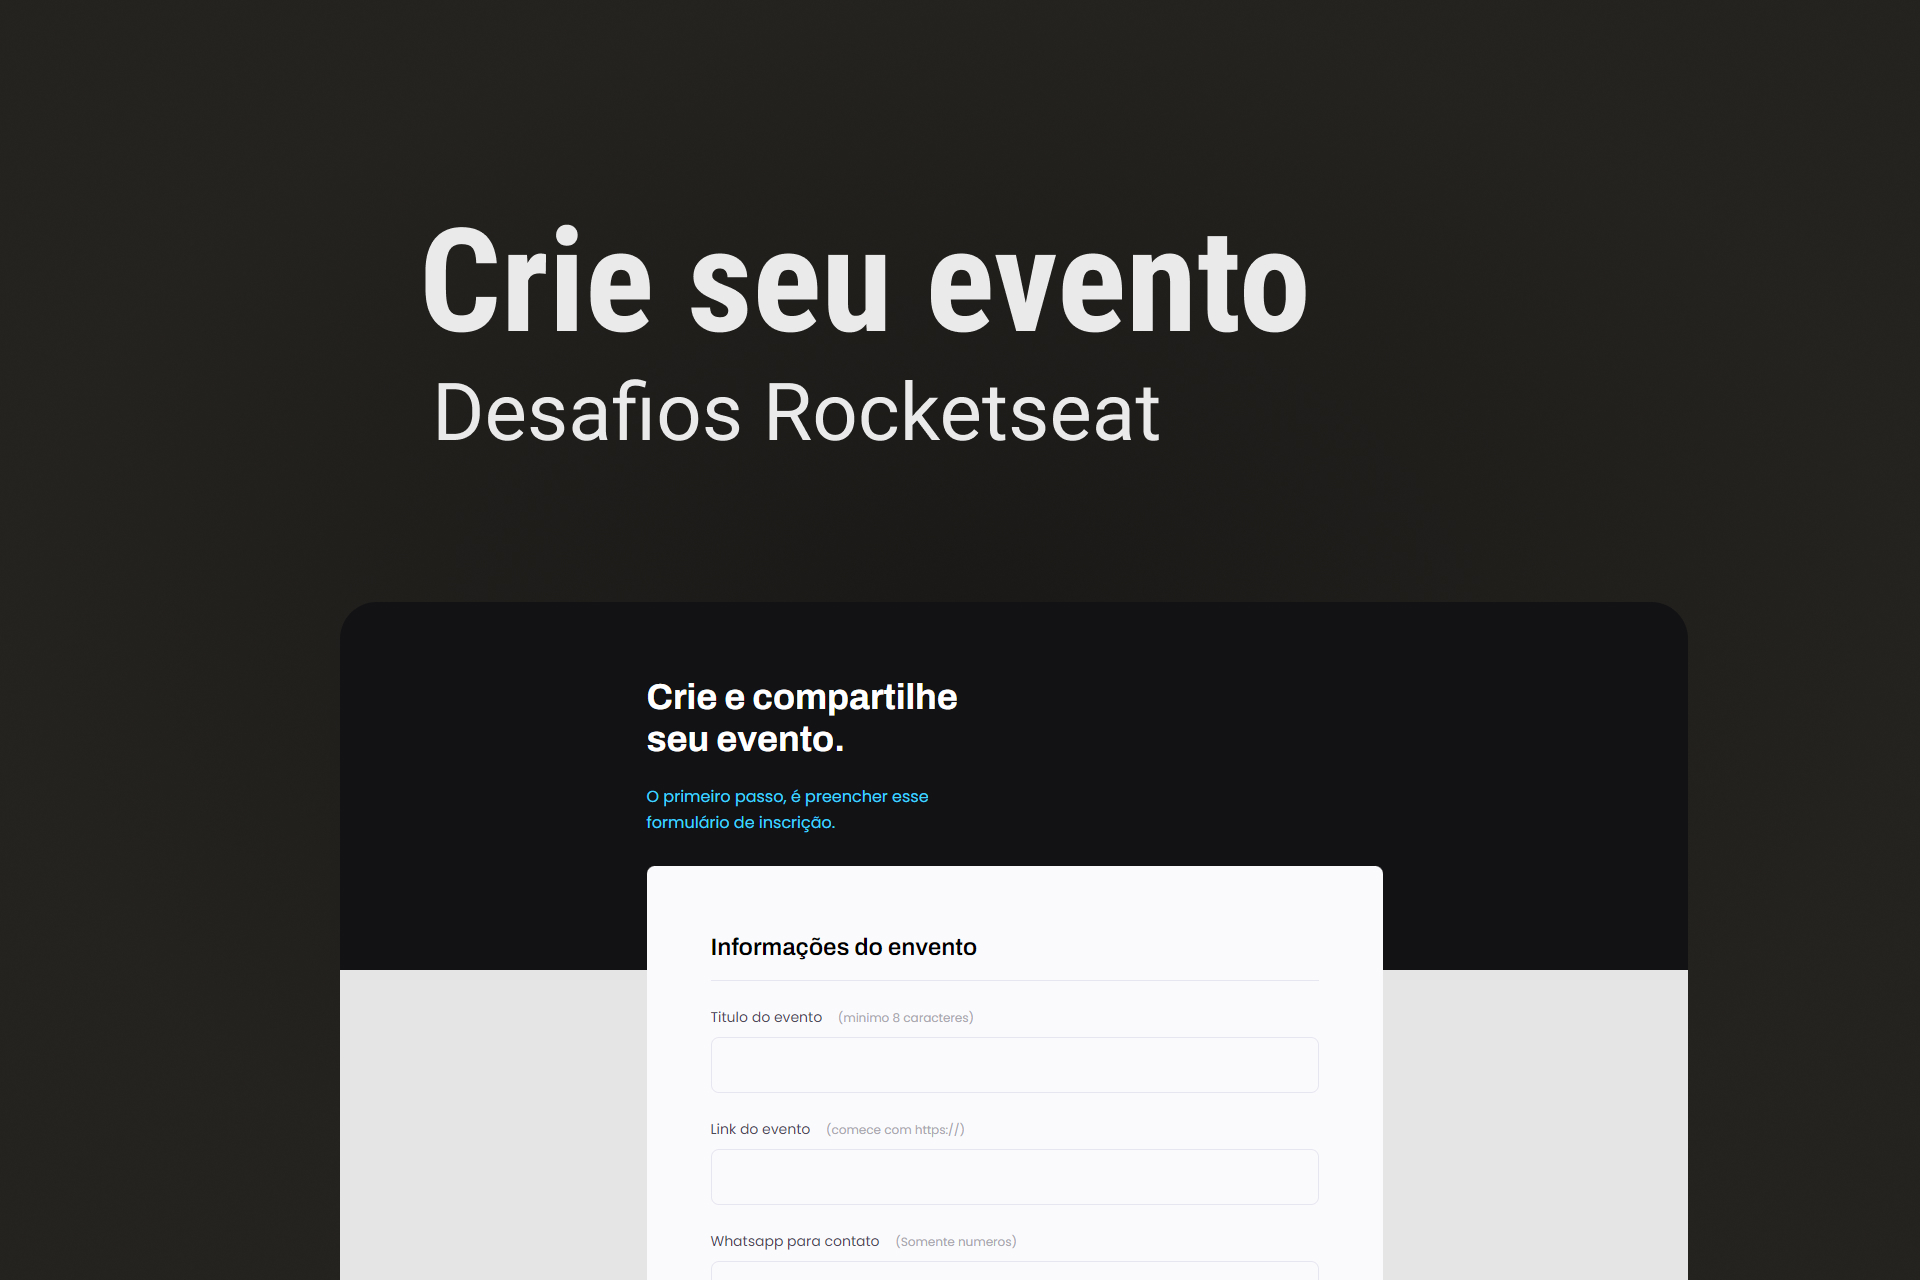 Crie seu evento
Desafios Rocketseat
Crie e compartilhe
seu evento.
O primeiro passo, é preencher esse
formulário de inscrição.
Informações do envento
Titulo do evento (minimo 8 caracteres)
Link do evento (comece com https://)
Whatsapp para contato (Somente numeros)